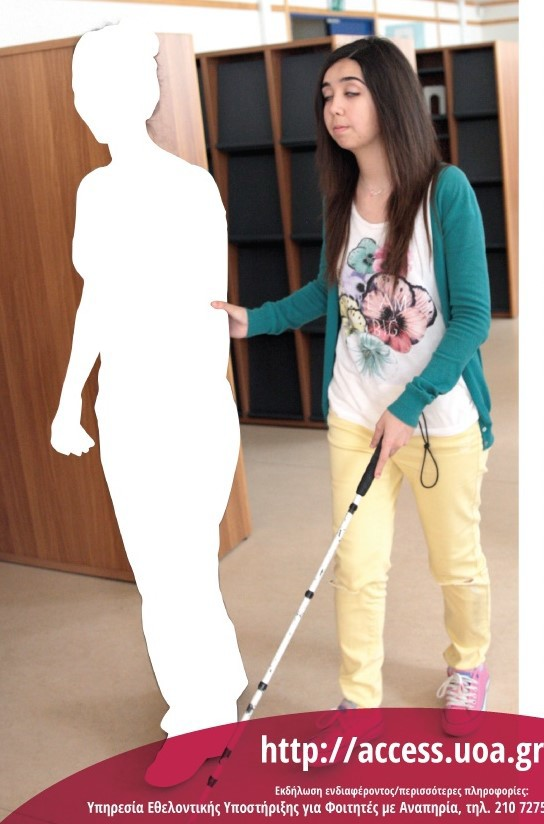 http://access.uoa.gr
Εκδήλωση ενδιαφέροντος/περισσότερες πληροφορίες:
Υπηρεσία Εθελοντικής Υποστήριξης για Φοιτητές με Αναπηρία, τηλ. 210 7275